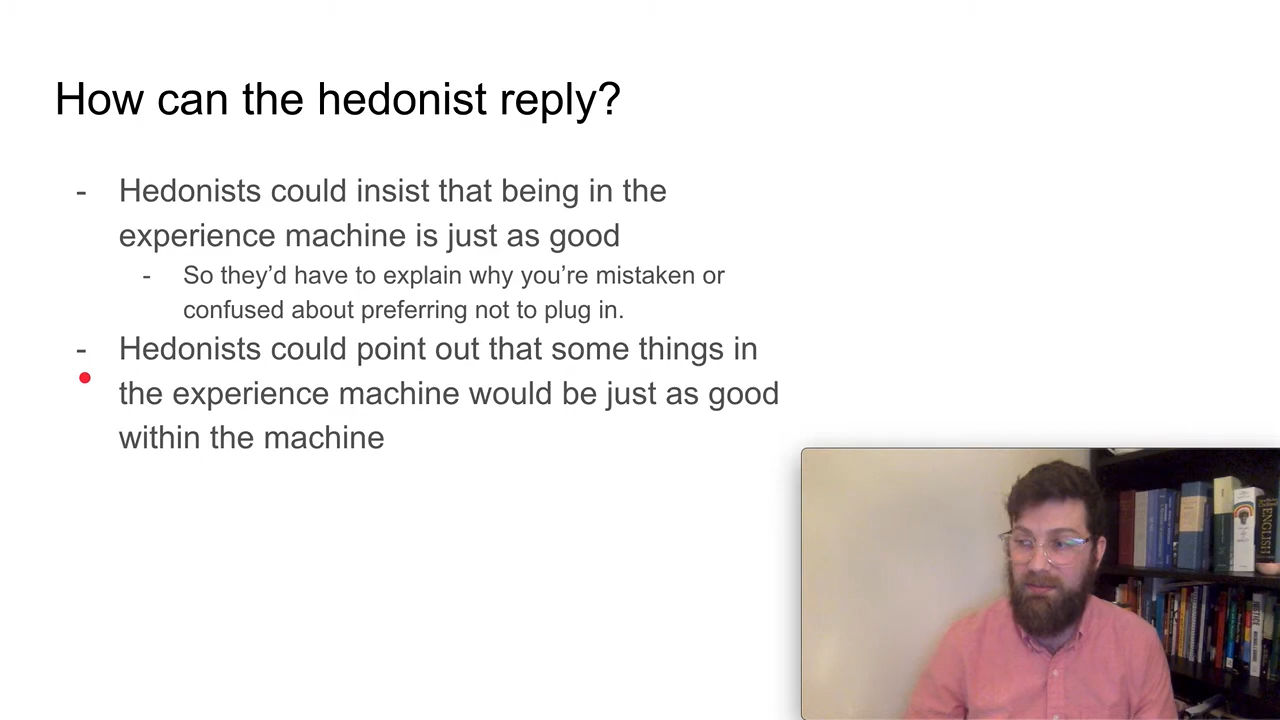 How can the hedonist reply?
- Hedonists could insist that being in the
experience machine is just as good
- So they’d have to explain why you’re mistaken or
confused about preferring not to plug in.
- Hedonists could point out that some things in
the experience machine would be just as good
within the machine
ENGLISH